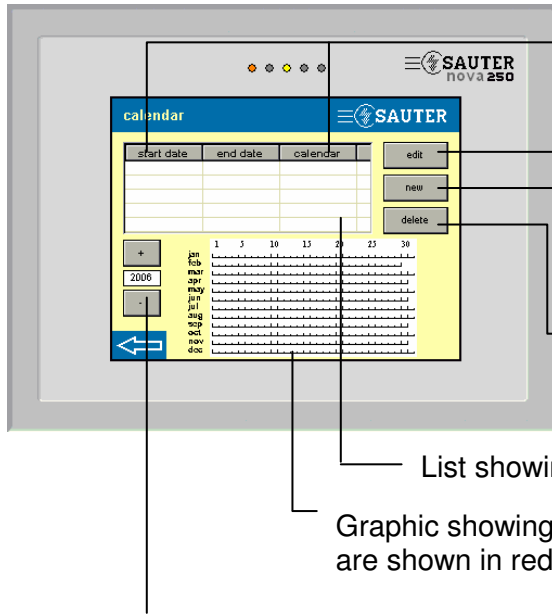 SAUTER
nova250
calendar
SAUTER
start date end date calendar
edit
new
delete
+
2006
-
1 5 10 15 20 25 30
jan
feb
mar
apr
may
jun
jul
aug
sep
oct
nov
dec
List showin
Graphic showing
are shown in red